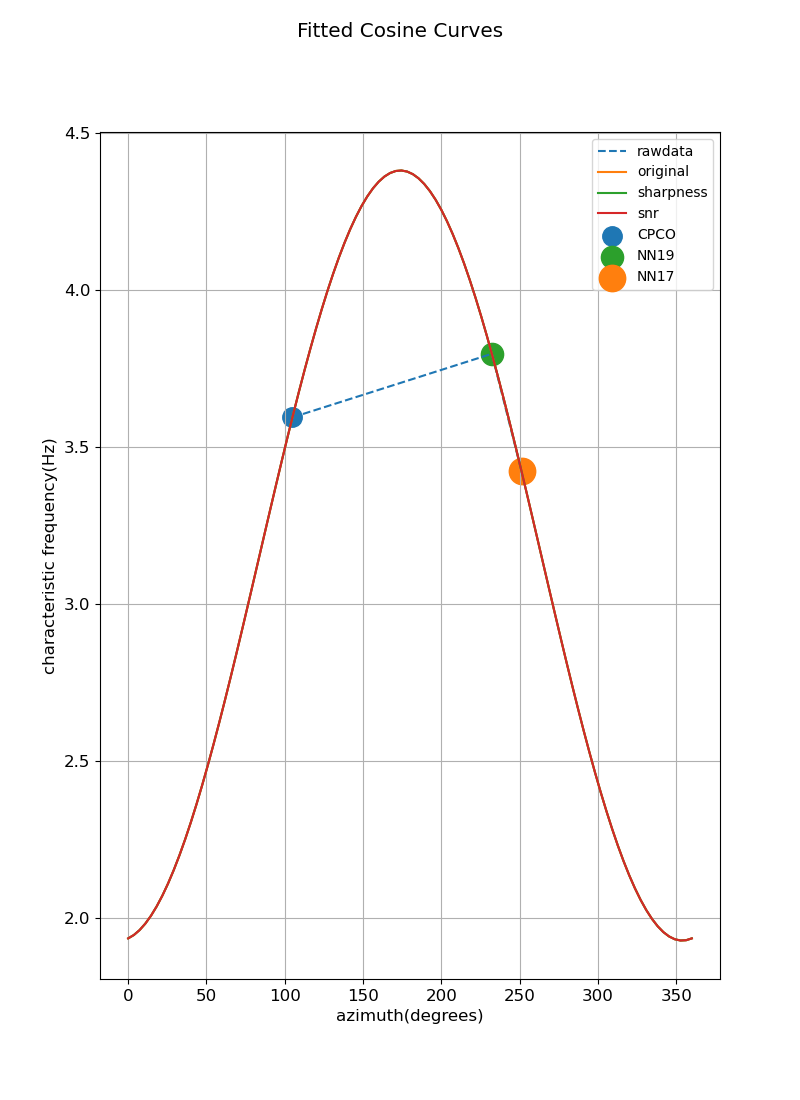 Fitted Cosine Curves
4.5
4.0
3.5
3.0
2.5
2.0
characteristic frequency(Hz)
rawdata
original
sharpness
snr
CPCO
NN19
NN17
0 50 100 150 200 250 300 350
azimuth(degrees)